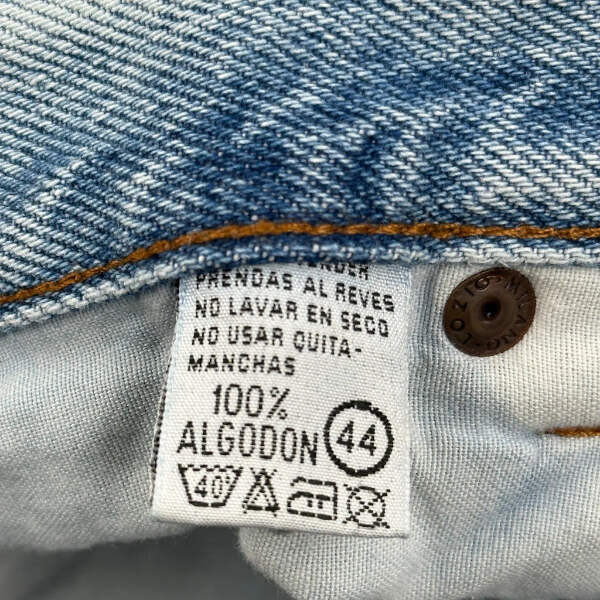 PRENDAS AL REVES
NO LAVAR EN SECO
NO USAR QUITA-
MANCHAS
100%
ALGODON
44
40